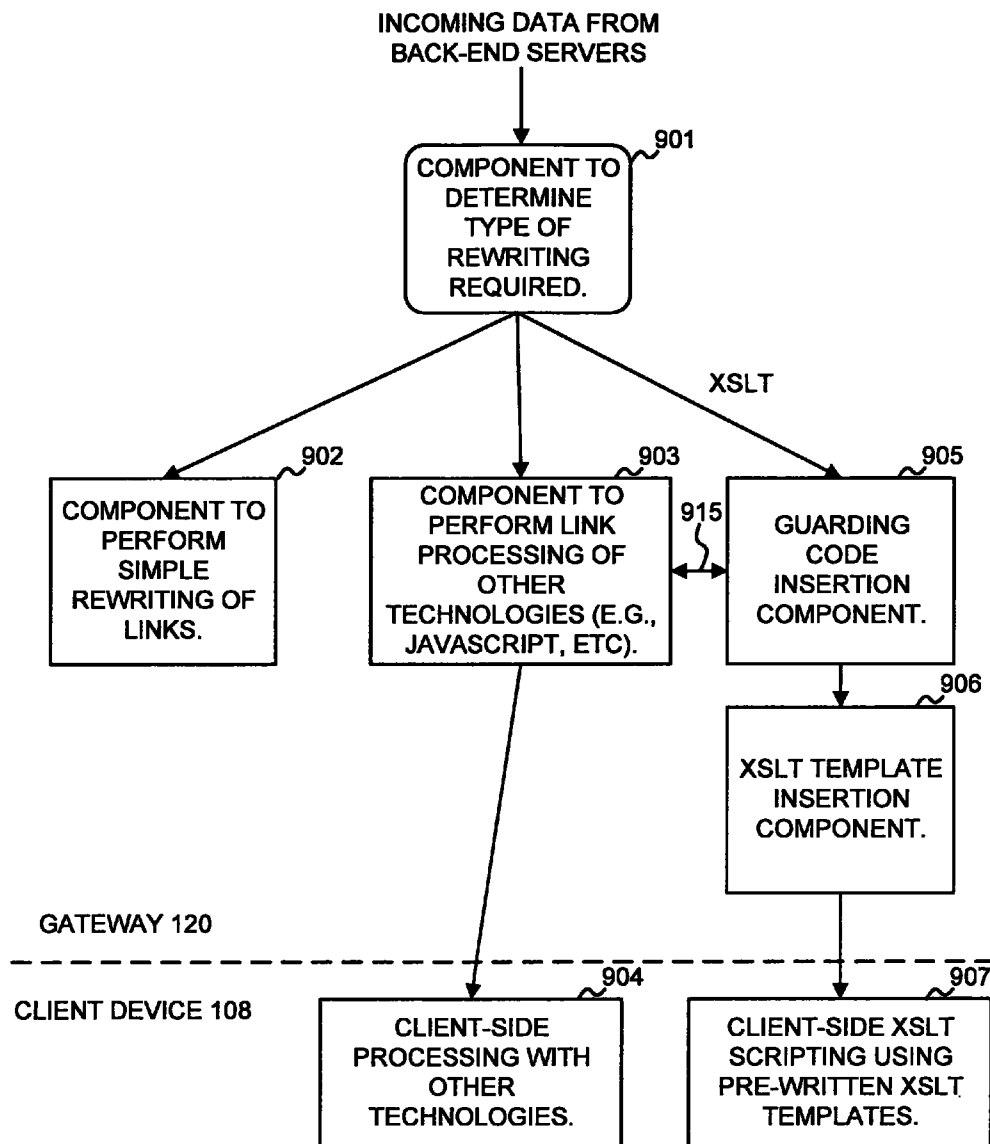 INCOMING DATA FROM
BACK-END SERVERS
901
COMPONENT TO
DETERMINE
TYPE OF
REWRITING
REQUIRED.
XSLT
902
COMPONENT TO
PERFORM
SIMPLE
REWRITING OF
LINKS.
903
COMPONENT TO
PERFORM LINK
PROCESSING OF
OTHER
TECHNOLOGIES (E.G.,
JAVASCRIPT, ETC).
915
905
GUARDING
CODE
INSERTION
COMPONENT.
906
XSLT TEMPLATE
INSERTION
COMPONENT.
GATEWAY 120
CLIENT DEVICE 108
904
CLIENT-SIDE
PROCESSING WITH
OTHER
TECHNOLOGIES.
907
CLIENT-SIDE XSLT
SCRIPTING USING
PRE-WRITTEN XSLT
TEMPLATES.